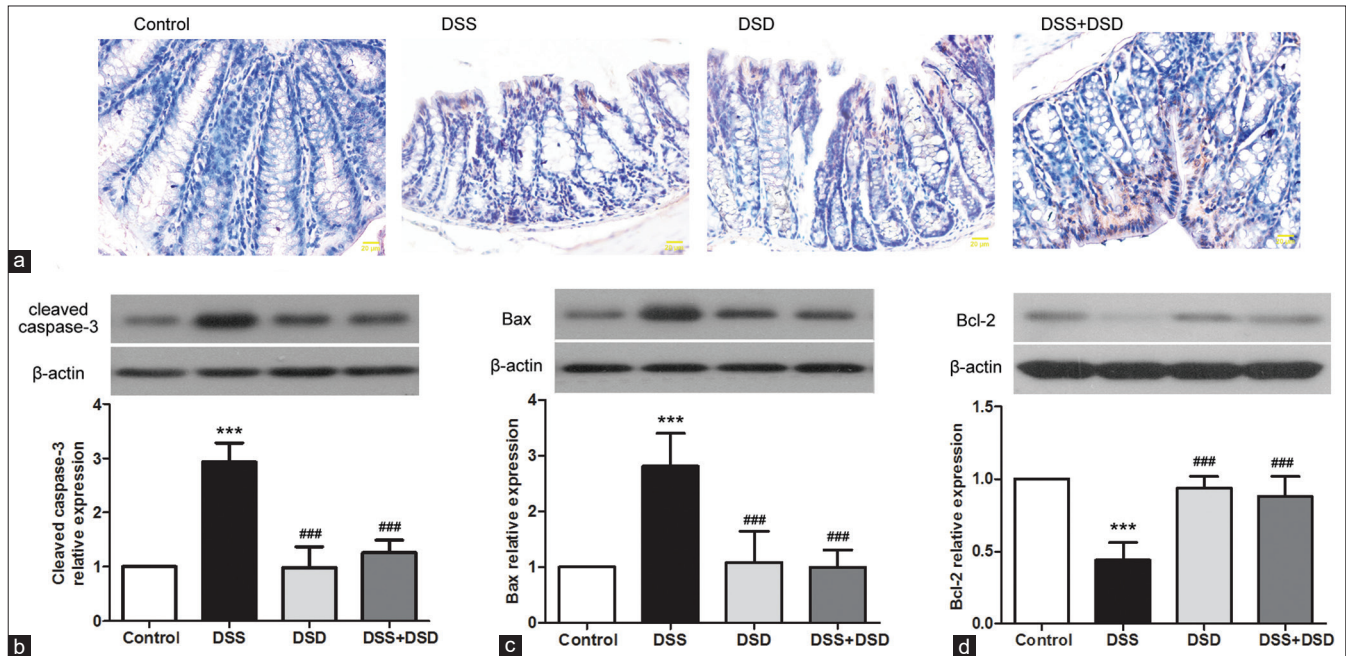 Control DSS DSD DSS+DSD
20 µm 20 µm 20 µm
a
cleaved
caspase-3
β-actin
Cleaved caspase-3
relative expression
4
3
2
1
0
***
###
###
Control DSS DSD DSS+DSD
b
Bax
β-actin
Bax relative expression
4
3
2
1
0
***
###
###
Control DSS DSD DSS+DSD
c
Bcl-2
β-actin
Bcl-2 relative expression
1.5
1.0
0.5
0.0
***
###
###
Control DSS DSD DSS+DSD
d